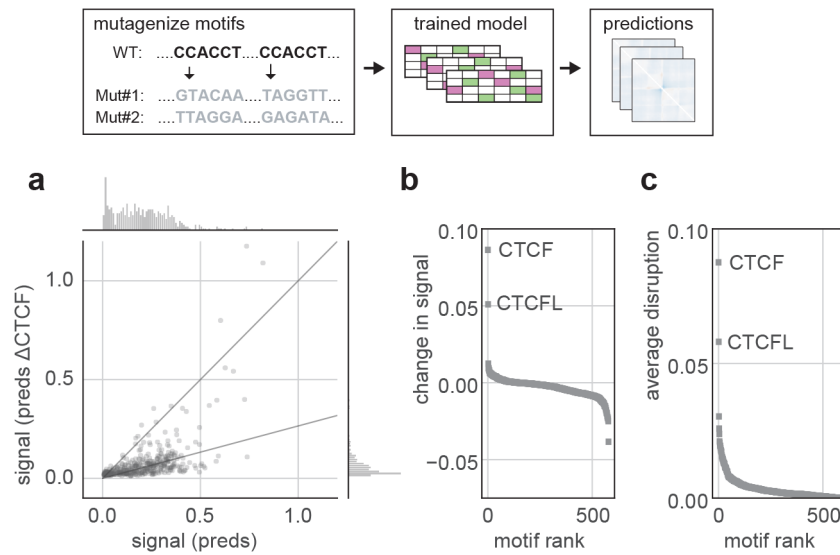 mutagenize motifs
WT: ....CCACCT....CCACCT...
Mut#1: ....GTACAA....TAGGTT...
Mut#2: ....TTAGGA....GAGATA...
trained model
predictions
a
signal (preds ΔCTCF)
1.0
0.5
0.0
0.0 0.5 1.0
signal (preds)
b
change in signal
0.10
0.05
0.00
−0.05
CTCF
CTCFL
0 500
motif rank
c
average disruption
0.10
0.05
0.00
CTCF
CTCFL
0 500
motif rank